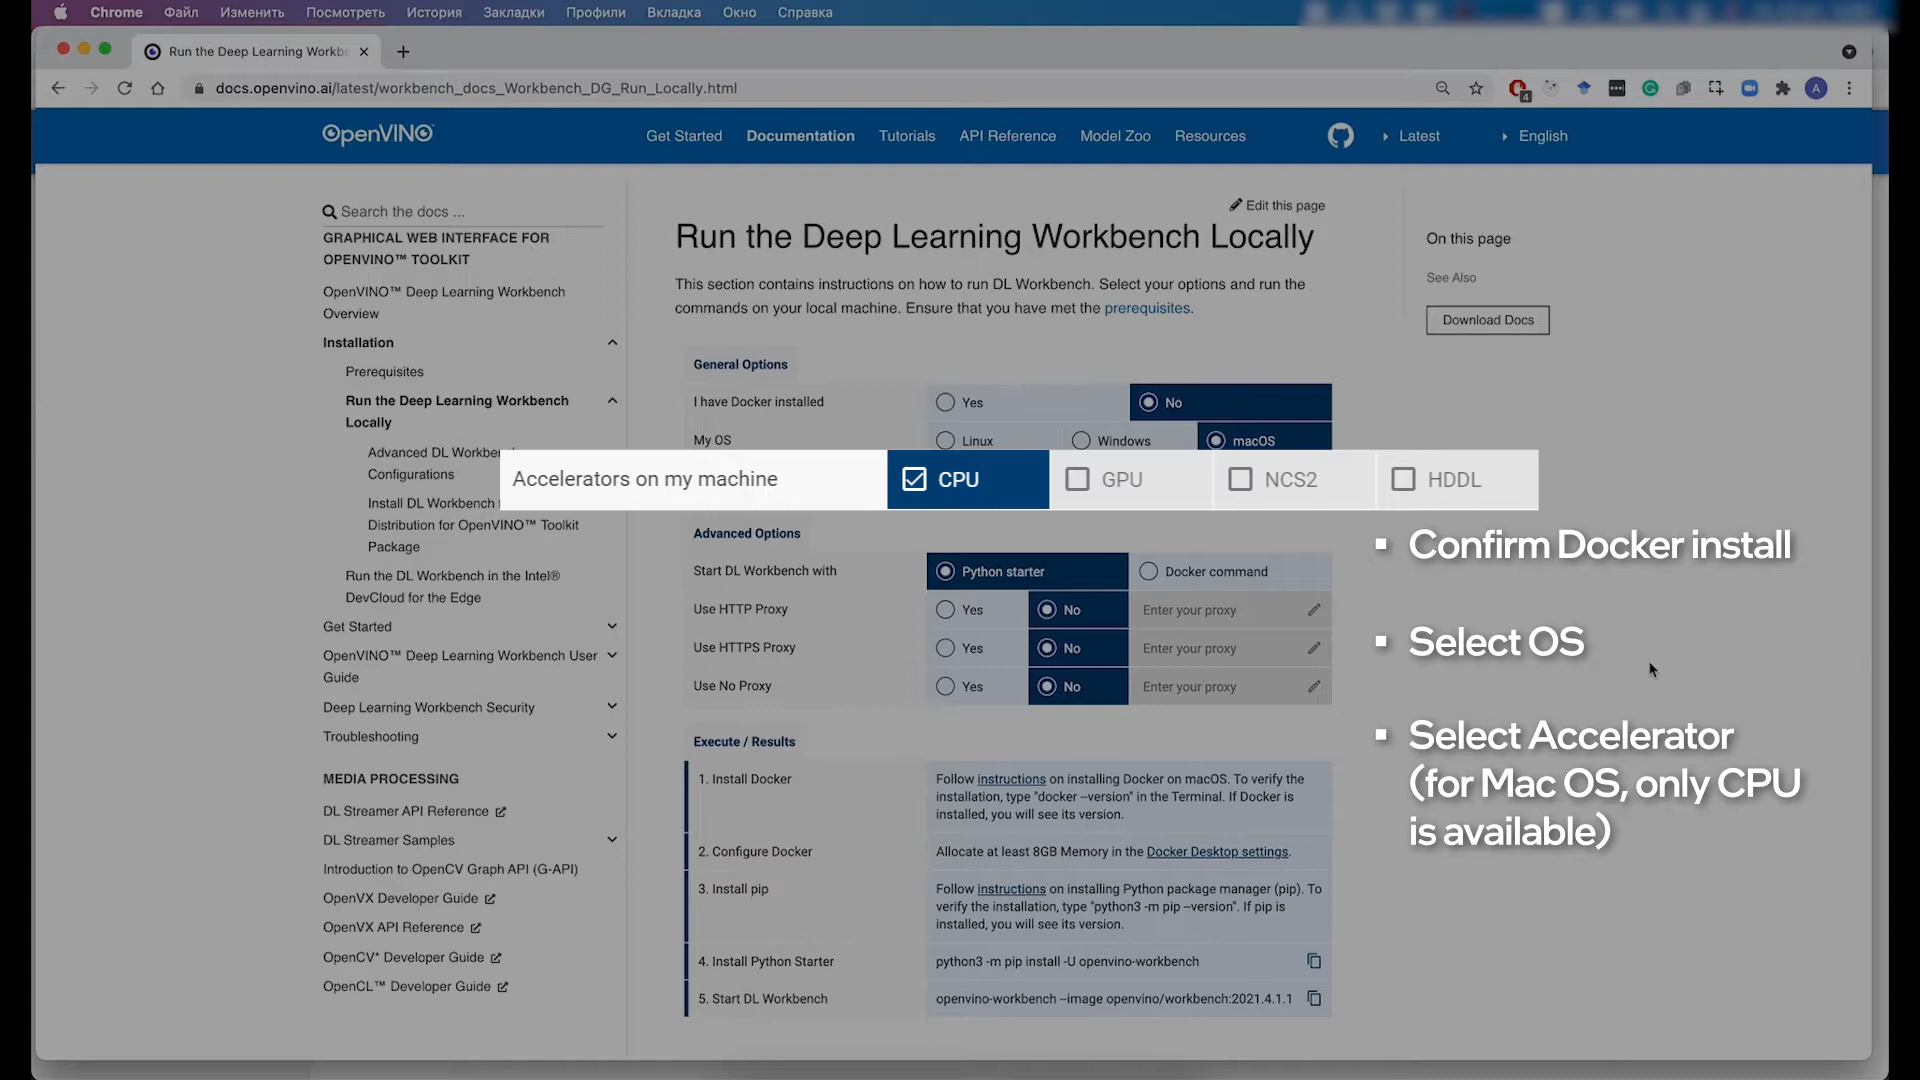 Chrome Файл Изменить Посмотреть История Закладки Профили Вкладка Окно Справка
Run the Deep Learning Workbe
docs.openvino.ai/latest/workbench_docs_Workbench_DG_Run_Locally.html
4
A
OpenVINO
Get Started Documentation Tutorials API Reference Model Zoo Resources Latest English
Search the docs ...
GRAPHICAL WEB INTERFACE FOR
OPENVINO™ TOOLKIT
OpenVINO™ Deep Learning Workbench
Overview
Installation
Prerequisites
Run the Deep Learning Workbench
Locally
Advanced DL Workbe
Configurations
Install DL Workbench
Distribution for OpenVINO™ Toolkit
Package
Run the DL Workbench in the Intel®
DevCloud for the Edge
Get Started
OpenVINO™ Deep Learning Workbench User
Guide
Deep Learning Workbench Security
Troubleshooting
MEDIA PROCESSING
DL Streamer API Reference
DL Streamer Samples
Introduction to OpenCV Graph API (G-API)
OpenVX Developer Guide
OpenVX API Reference
OpenCV* Developer Guide
OpenCL™ Developer Guide
Edit this page
Run the Deep Learning Workbench Locally
This section contains instructions on how to run DL Workbench. Select your options and run the
commands on your local machine. Ensure that you have met the prerequisites.
General Options
I have Docker installed Yes No
My OS Linux Windows macOS
Accelerators on my machine CPU GPU NCS2 HDDL
Advanced Options
Start DL Workbench with Python starter Docker command
Use HTTP Proxy Yes No Enter your proxy
Use HTTPS Proxy Yes No Enter your proxy
Use No Proxy Yes No Enter your proxy
Execute / Results
1. Install Docker
Follow instructions on installing Docker on macOS. To verify the
installation, type "docker --version" in the Terminal. If Docker is
installed, you will see its version.
2. Configure Docker
Allocate at least 8GB Memory in the Docker Desktop settings.
3. Install pip
Follow instructions on installing Python package manager (pip). To
verify the installation, type "python3 -m pip --version". If pip is
installed, you will see its version.
4. Install Python Starter
python3 -m pip install -U openvino-workbench
5. Start DL Workbench
openvino-workbench --image openvino/workbench:2021.4.1.1
On this page
See Also
Download Docs
▪ Confirm Docker install
▪ Select OS
▪ Select Accelerator
(for Mac OS, only CPU
is available)